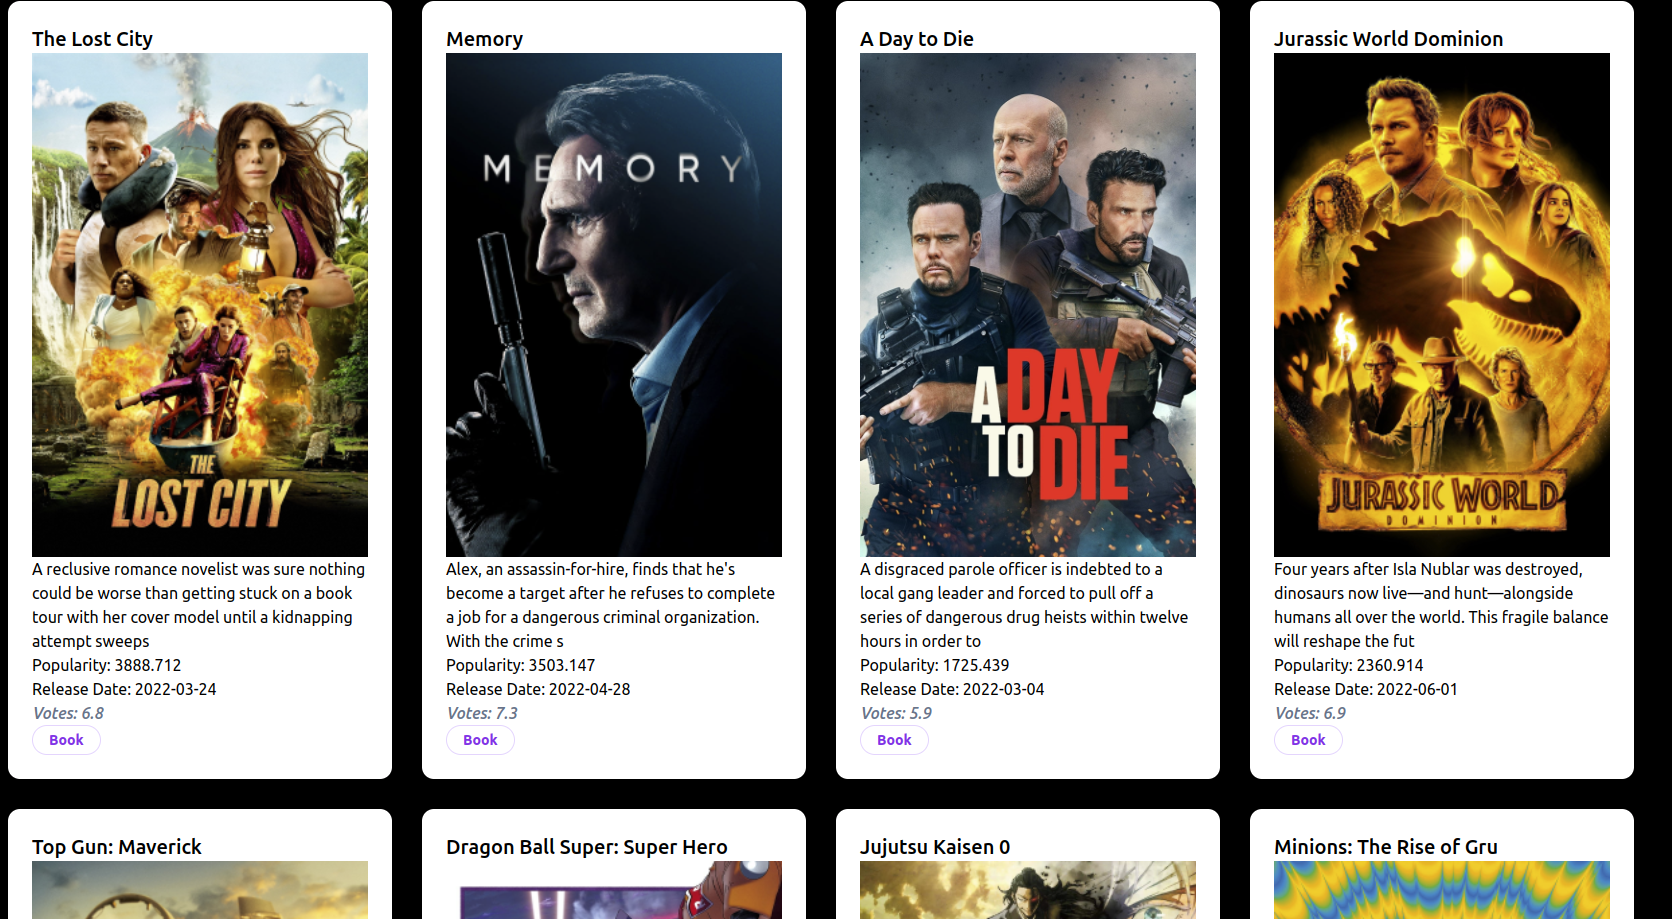 The Lost City
THE
LOST CITY
A reclusive romance novelist was sure nothing
could be worse than getting stuck on a book
tour with her cover model until a kidnapping
attempt sweeps
Popularity: 3888.712
Release Date: 2022-03-24
Votes: 6.8
Book
Memory
MEMORY
Alex, an assassin-for-hire, finds that he's
become a target after he refuses to complete
a job for a dangerous criminal organization.
With the crime s
Popularity: 3503.147
Release Date: 2022-04-28
Votes: 7.3
Book
A Day to Die
A DAY
TO DIE
A disgraced parole officer is indebted to a
local gang leader and forced to pull off a
series of dangerous drug heists within twelve
hours in order to
Popularity: 1725.439
Release Date: 2022-03-04
Votes: 5.9
Book
Jurassic World Dominion
JURASSIC WORLD
DOMINION
Four years after Isla Nublar was destroyed,
dinosaurs now live—and hunt—alongside
humans all over the world. This fragile balance
will reshape the fut
Popularity: 2360.914
Release Date: 2022-06-01
Votes: 6.9
Book
Top Gun: Maverick
Dragon Ball Super: Super Hero
Jujutsu Kaisen 0
Minions: The Rise of Gru